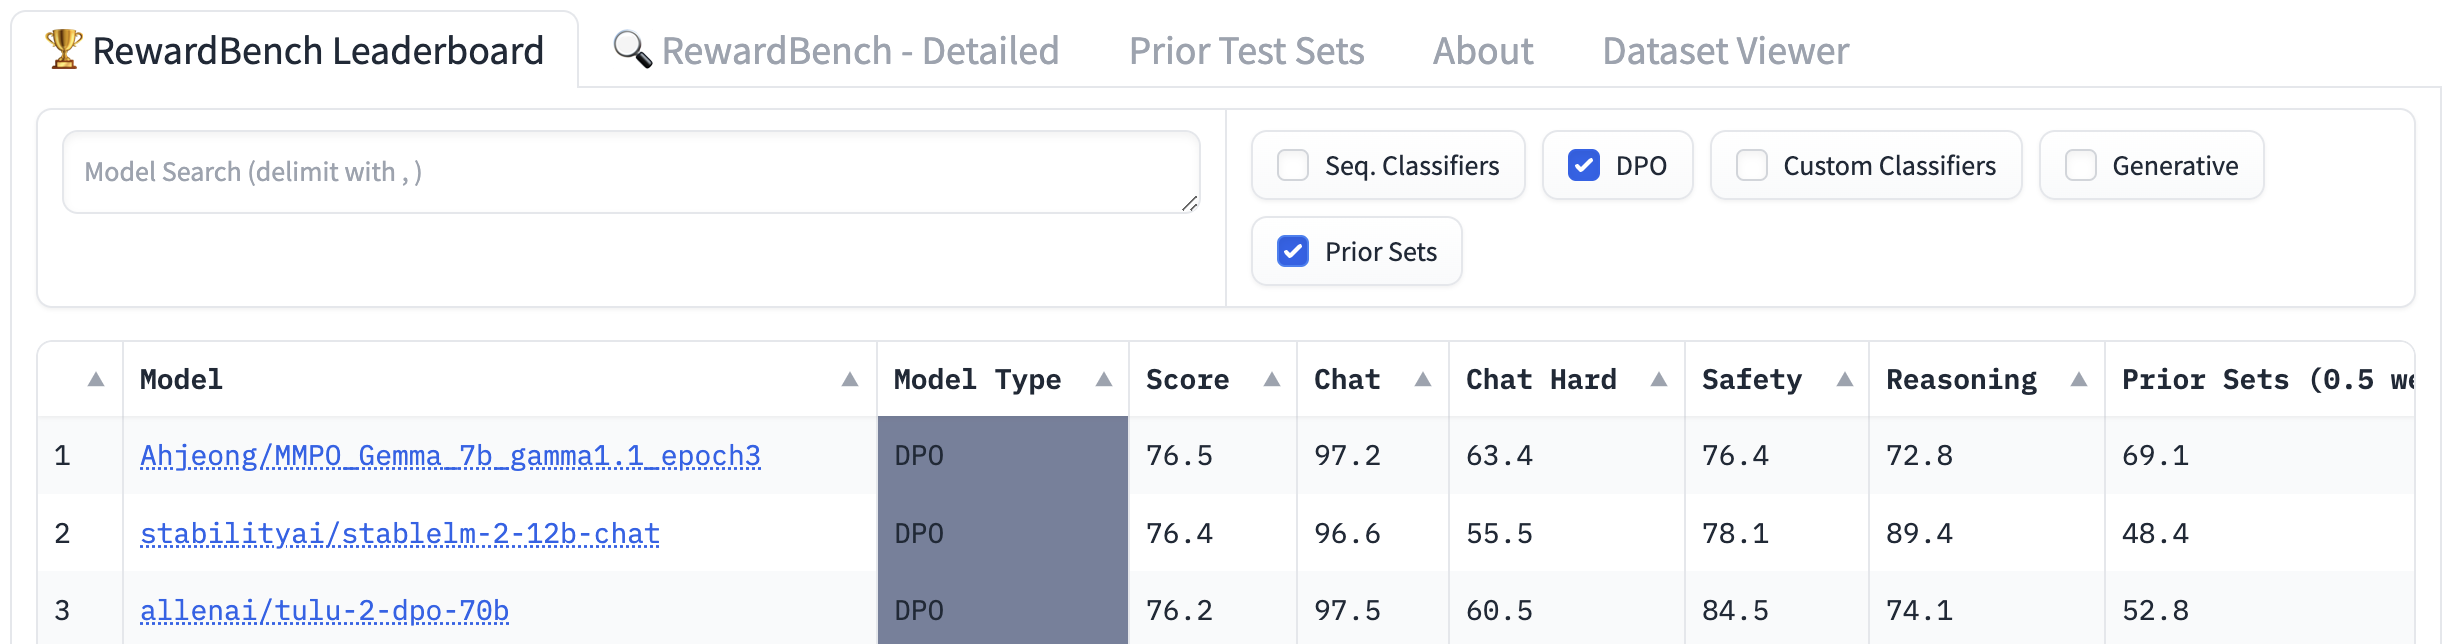 🏆 RewardBench Leaderboard 🔍 RewardBench - Detailed Prior Test Sets About Dataset Viewer
Model Search (delimit with , )
Seq. Classifiers DPO Custom Classifiers Generative
Prior Sets
Model Model Type Score Chat Chat Hard Safety Reasoning Prior Sets (0.5 we
1 Ahjeong/MMPO_Gemma_7b_gamma1.1_epoch3 DPO 76.5 97.2 63.4 76.4 72.8 69.1
2 stabilityai/stablelm-2-12b-chat DPO 76.4 96.6 55.5 78.1 89.4 48.4
3 allenai/tulu-2-dpo-70b DPO 76.2 97.5 60.5 84.5 74.1 52.8